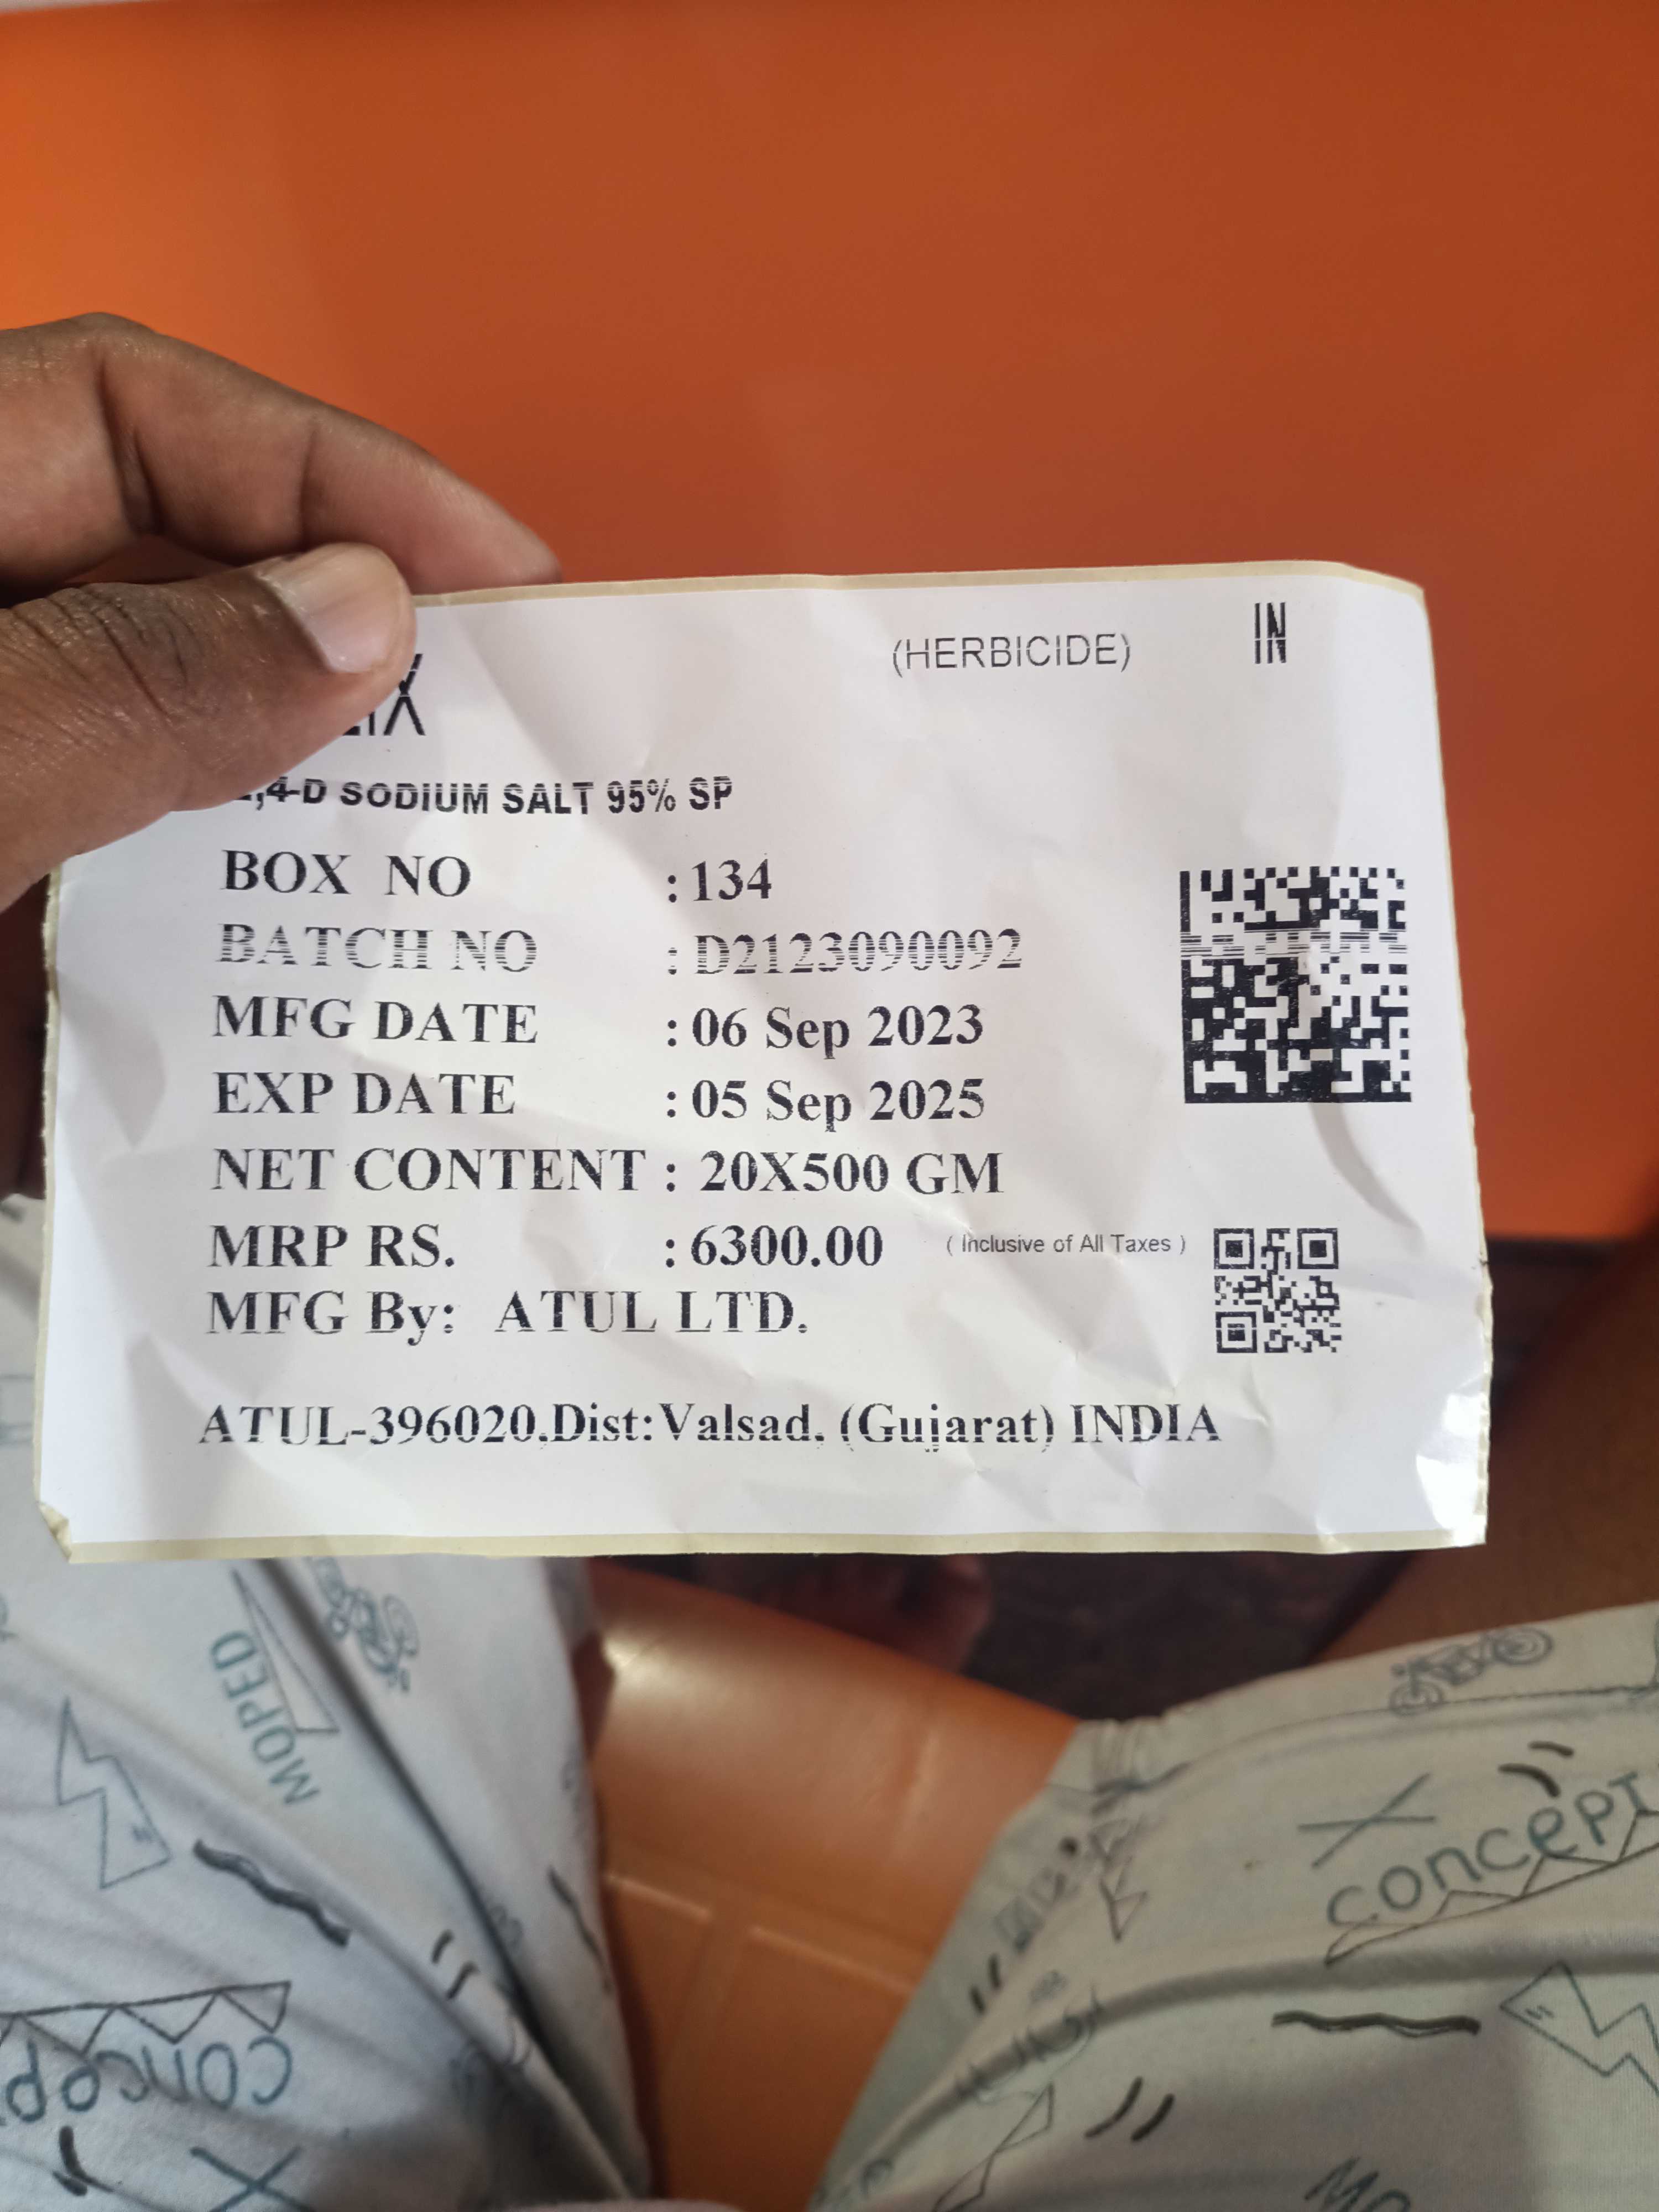 (HERBICIDE) IN
,4-D SODIUM SALT 95% SP
BOX NO : 134
BATCH NO : D2123090092
MFG DATE : 06 Sep 2023
EXP DATE : 05 Sep 2025
NET CONTENT : 20X500 GM
MRP RS. : 6300.00 ( Inclusive of All Taxes )
MFG By: ATUL LTD.
ATUL-396020,Dist:Valsad, (Gujarat) INDIA
MOPED
CONCEPT
CONCEP